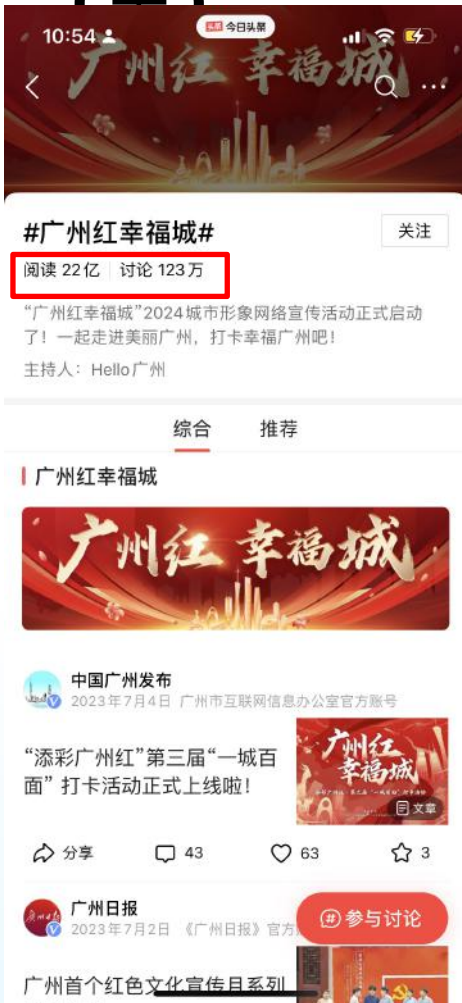 10:54
头条 今日头条
广州红 幸福城
#广州红幸福城#
关注
阅读 22亿 讨论 123万
“广州红幸福城”2024城市形象网络宣传活动正式启动
了！一起走进美丽广州，打卡幸福广州吧！
主持人：Hello广州
综合 推荐
广州红幸福城
广州红 幸福城
中国广州发布
2023年7月4日 广州市互联网信息办公室官方账号
“添彩广州红”第三届“一城百
面” 打卡活动正式上线啦！
广州红
幸福城
文章
分享 43 63 3
广州日报
2023年7月2日 《广州日报》官方
参与讨论
广州首个红色文化宣传月系列